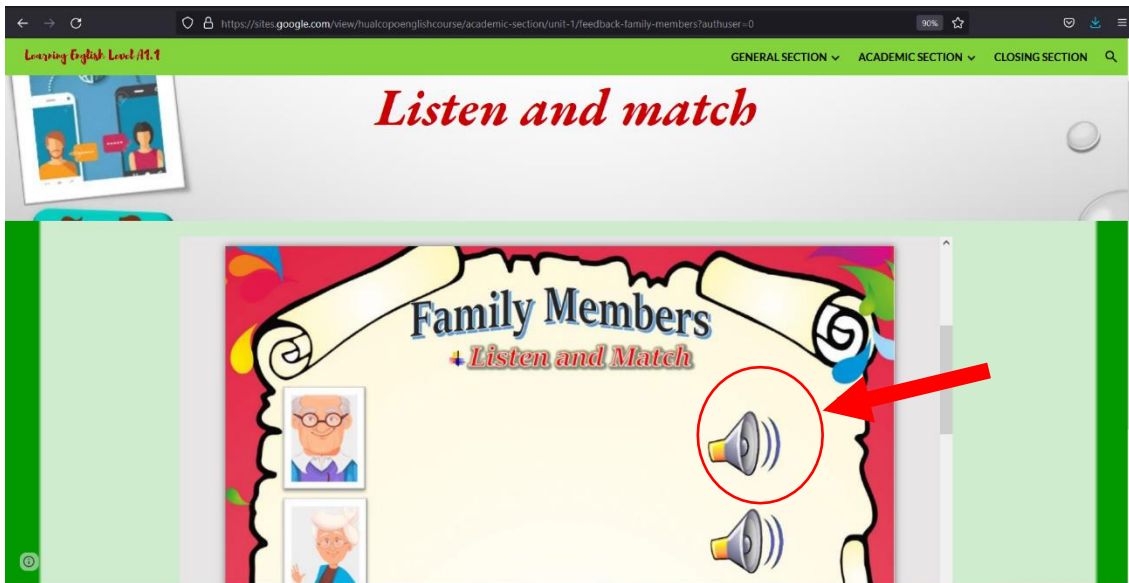 https://sites.google.com/view/hualcopoenglishcourse/academic-section/unit-1/feedback-family-members?authuser=0
90%
Learning English Level A1.1
GENERAL SECTION
ACADEMIC SECTION
CLOSING SECTION
Listen and match
Family Members
Listen and Match